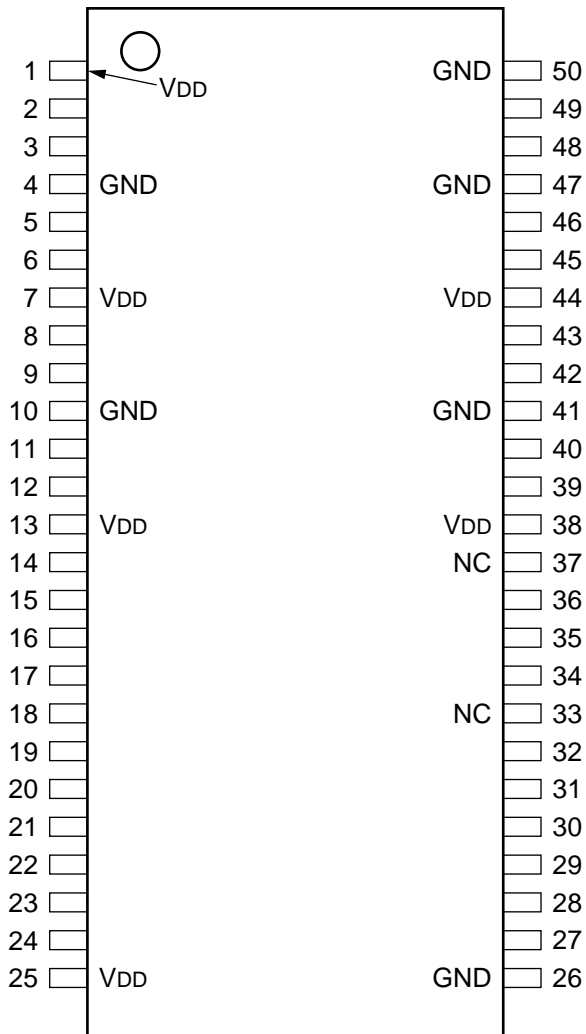 1 GND 50
VDD
2 49
3 48
4 GND GND 47
5 46
6 45
7 VDD VDD 44
8 43
9 42
10 GND GND 41
11 40
12 39
13 VDD VDD 38
14 NC 37
15 36
16 35
17 34
18 NC 33
19 32
20 31
21 30
22 29
23 28
24 27
25 VDD GND 26